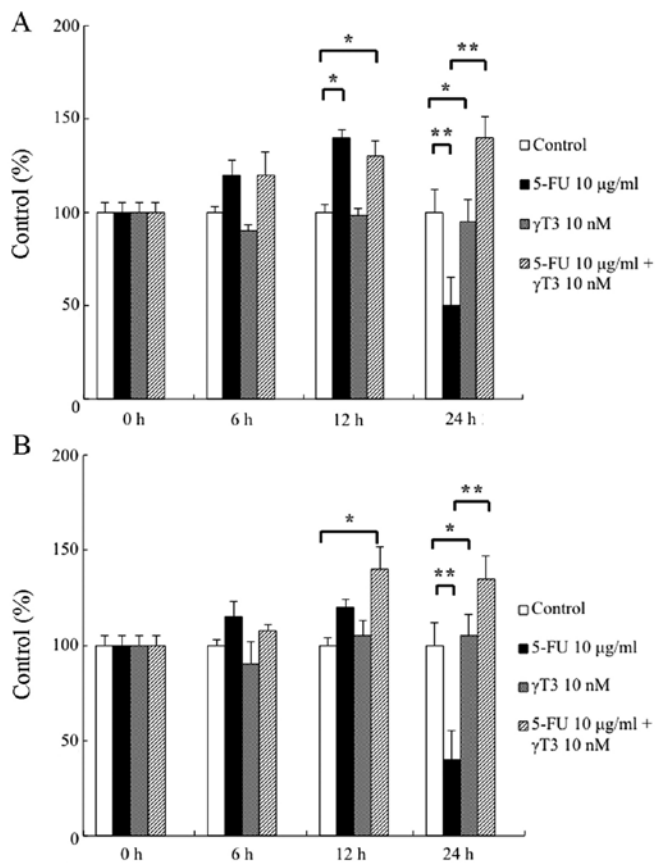 A
200
150
100
50
0
Control (%)
*
*
**
*
**
0 h
6 h
12 h
24 h
Control
5-FU 10 μg/ml
γT3 10 nM
5-FU 10 μg/ml +
γT3 10 nM
B
200
150
100
50
0
Control (%)
*
**
*
**
0 h
6 h
12 h
24 h
Control
5-FU 10 μg/ml
γT3 10 nM
5-FU 10 μg/ml +
γT3 10 nM